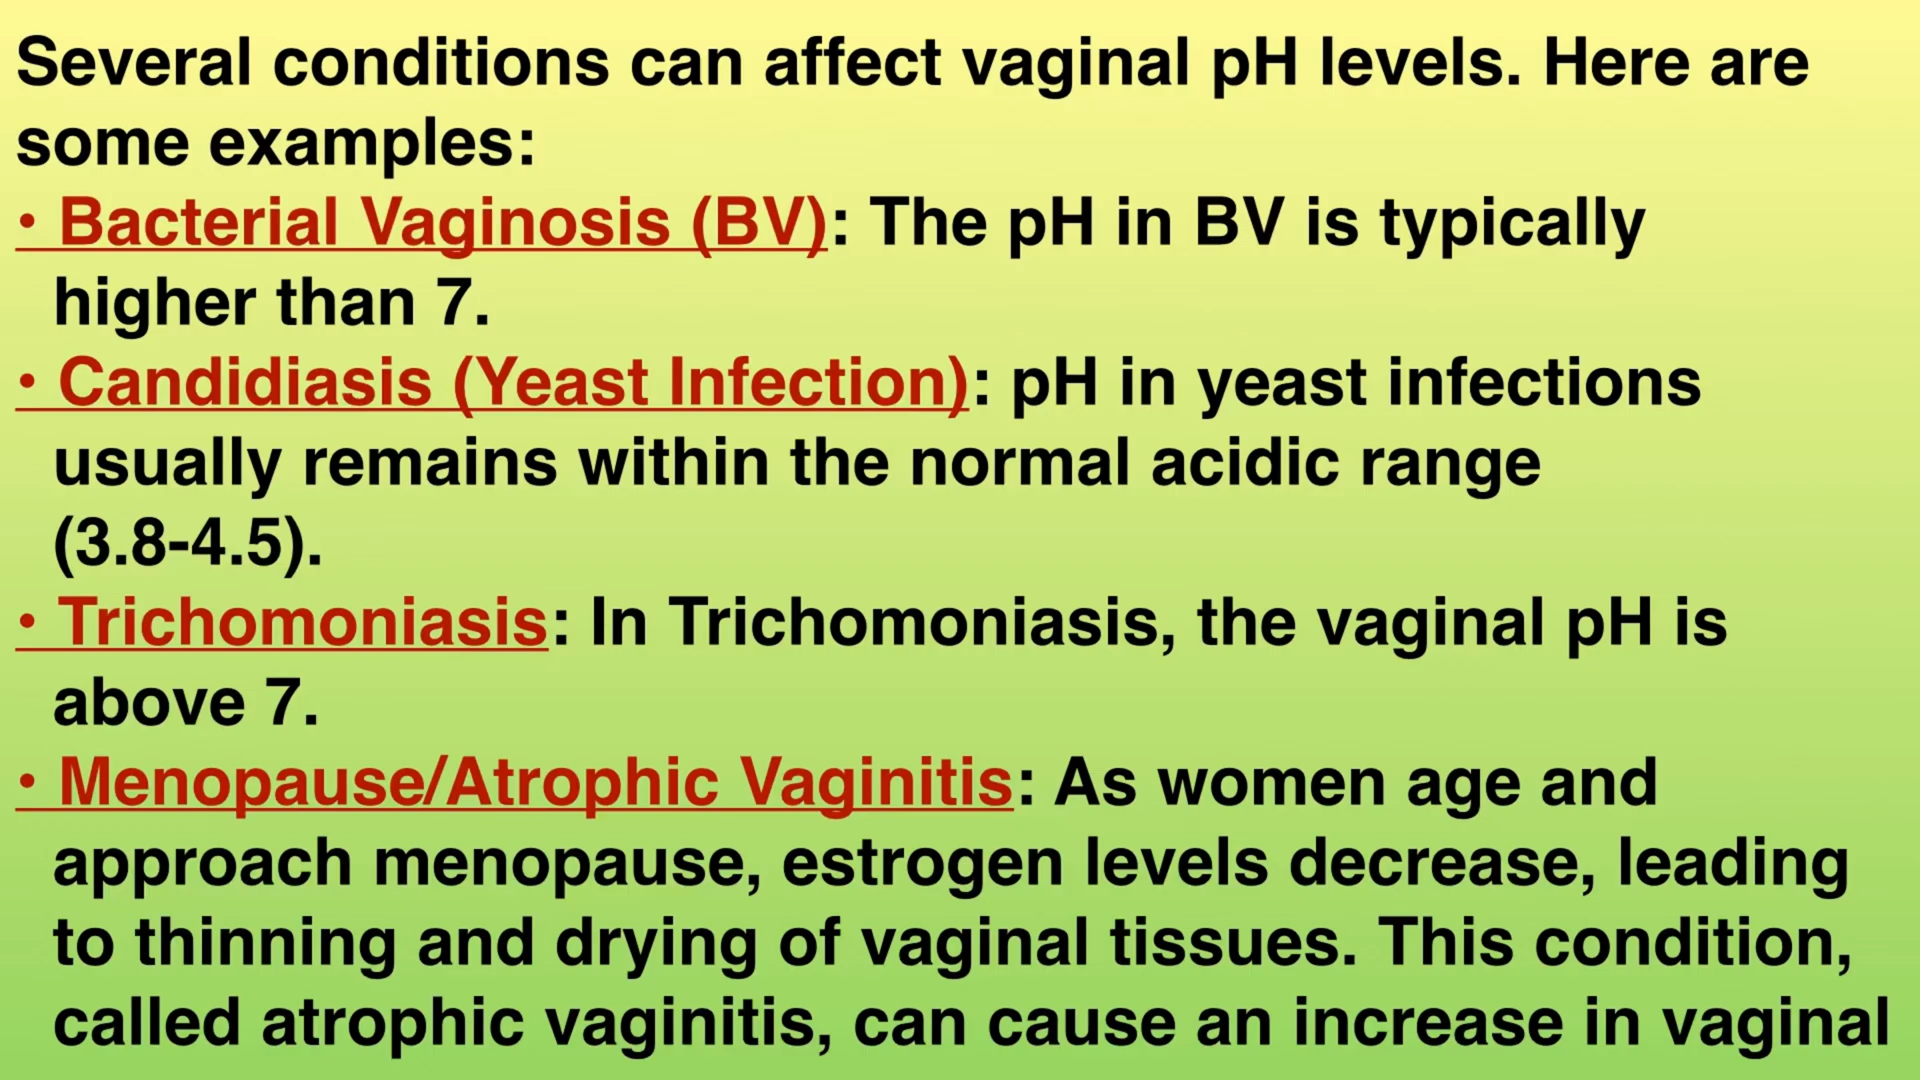 Several conditions can affect vaginal pH levels. Here are
some examples:
• Bacterial Vaginosis (BV): The pH in BV is typically
higher than 7.
• Candidiasis (Yeast Infection): pH in yeast infections
usually remains within the normal acidic range
(3.8-4.5).
• Trichomoniasis: In Trichomoniasis, the vaginal pH is
above 7.
• Menopause/Atrophic Vaginitis: As women age and
approach menopause, estrogen levels decrease, leading
to thinning and drying of vaginal tissues. This condition,
called atrophic vaginitis, can cause an increase in vaginal